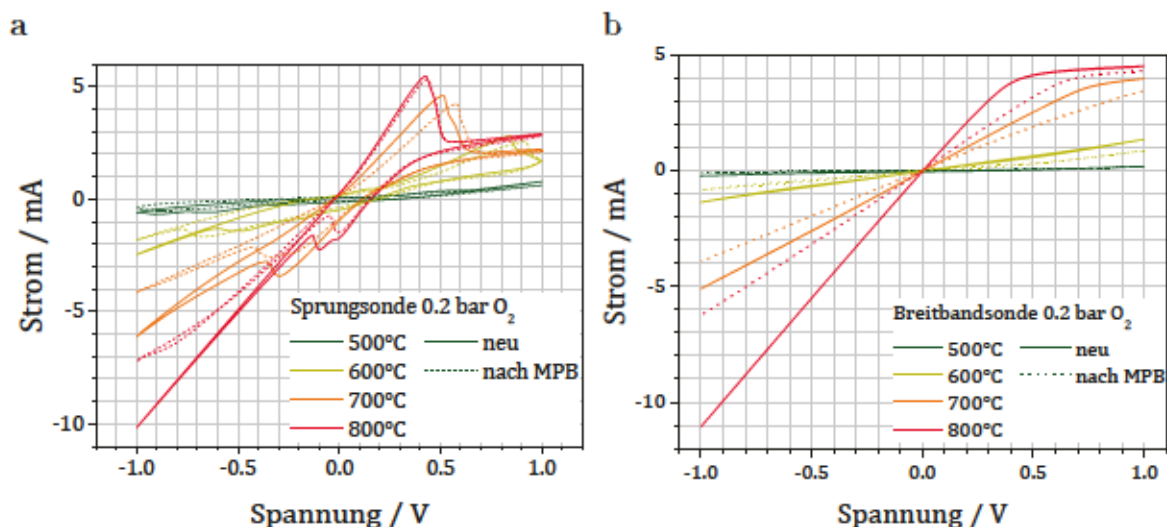 a
5
0
-5
-10
Strom / mA
-1.0 -0.5 0.0 0.5 1.0
Spannung / V
Sprungsonde 0.2 bar O₂
500°C neu
600°C nach MPB
700°C
800°C
b
5
0
-5
-10
Strom / mA
-1.0 -0.5 0.0 0.5 1.0
Spannung / V
Breitbandsonde 0.2 bar O₂
500°C neu
600°C nach MPB
700°C
800°C